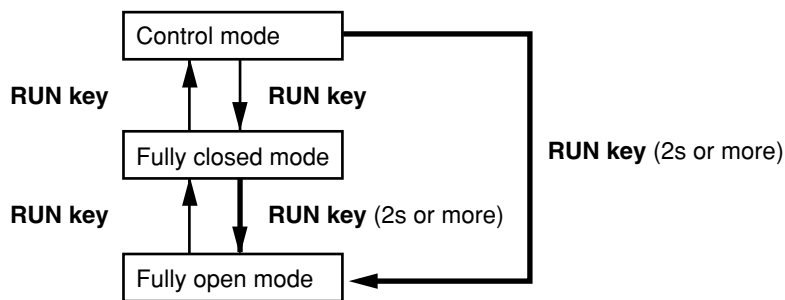 Control mode
RUN key
RUN key
Fully closed mode
RUN key (2s or more)
RUN key
RUN key (2s or more)
Fully open mode